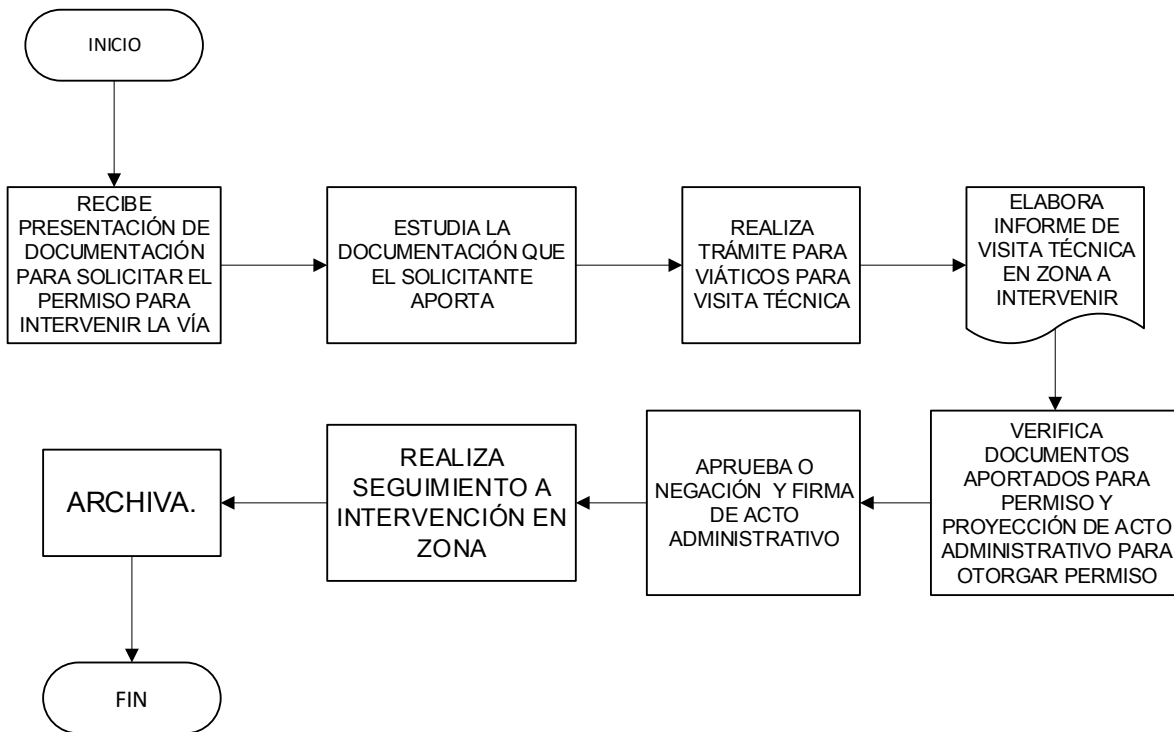 INICIO
RECIBE
PRESENTACIÓN DE
DOCUMENTACIÓN
PARA SOLICITAR EL
PERMISO PARA
INTERVENIR LA VÍA
ESTUDIA LA
DOCUMENTACIÓN QUE
EL SOLICITANTE
APORTA
REALIZA
TRÁMITE PARA
VIÁTICOS PARA
VISITA TÉCNICA
ELABORA
INFORME DE
VISITA TÉCNICA
EN ZONA A
INTERVENIR
VERIFICA
DOCUMENTOS
APORTADOS PARA
PERMISO Y
PROYECCIÓN DE ACTO
ADMINISTRATIVO PARA
OTORGAR PERMISO
APRUEBA O
NEGACIÓN Y FIRMA
DE ACTO
ADMINISTRATIVO
REALIZA
SEGUIMIENTO A
INTERVENCIÓN EN
ZONA
ARCHIVA.
FIN